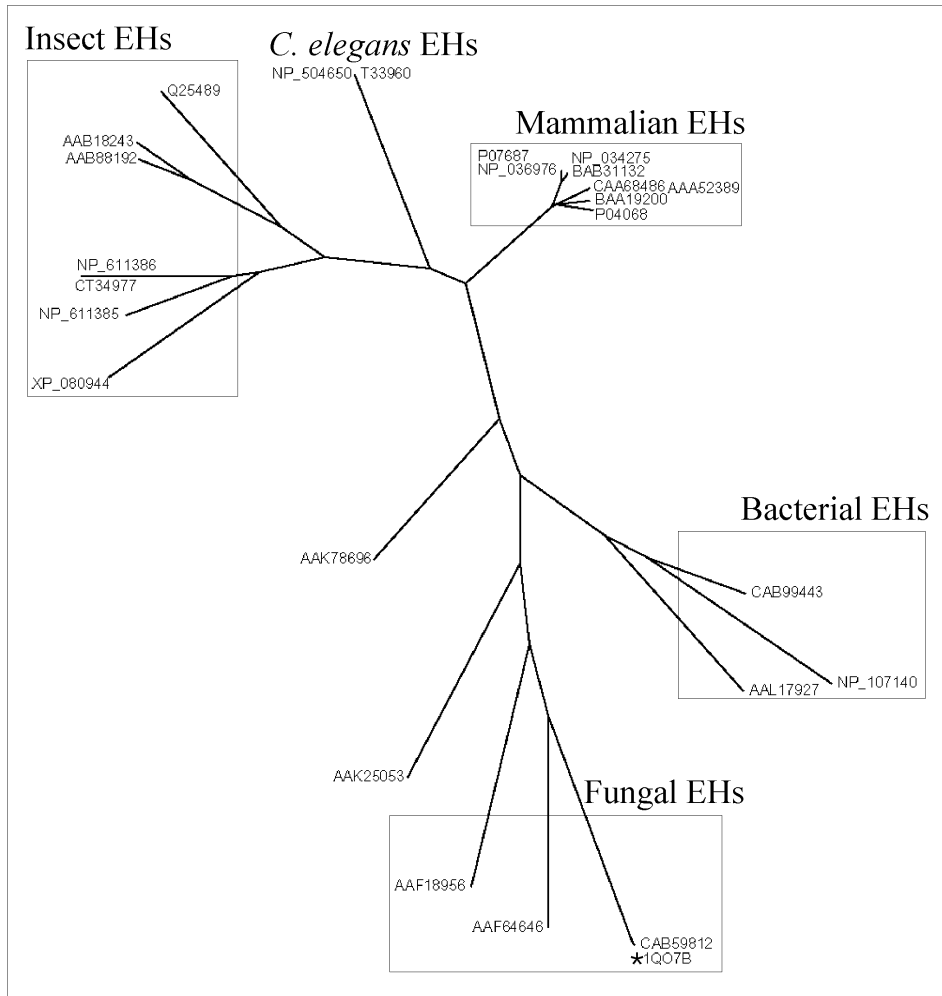 Insect EHs
C. elegans EHs
NP_504650 T33960
Q25489
Mammalian EHs
AAB18243
AAB88192
P07687
NP_034275
NP_036976
BAB31132
CAA68486 AAA52389
BAA19200
P04068
NP_611386
CT34977
NP_611385
XP_080944
AAK78696
Bacterial EHs
CAB99443
NP_107140
AAL17927
AAK25053
Fungal EHs
AAF18956
AAF64646
CAB59812
*1QO7B